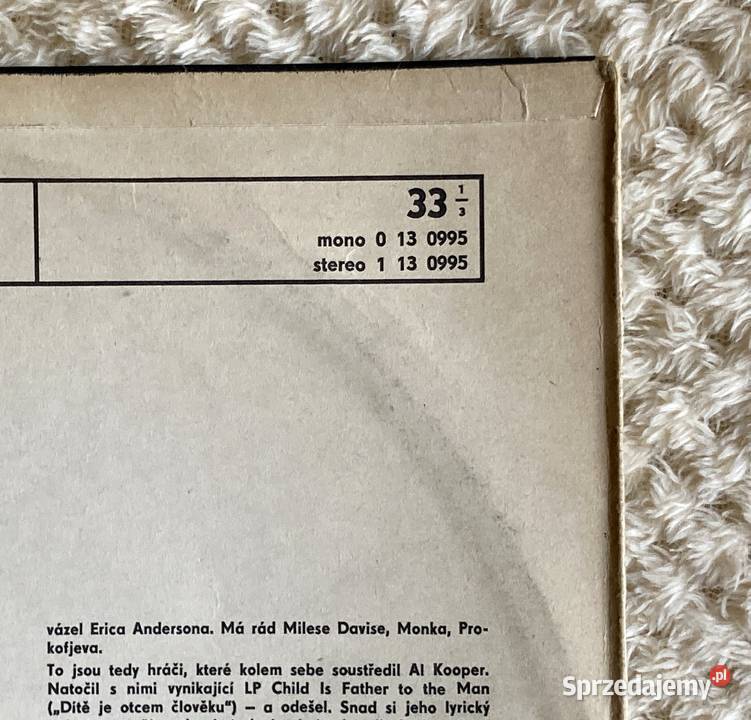 33 1/3
mono 0 13 0995
stereo 1 13 0995
vázel Erica Andersona. Má rád Milese Davise, Monka, Pro-
kofjeva.
To jsou tedy hráči, které kolem sebe soustředil Al Kooper.
Natočil s nimi vynikající LP Child Is Father to the Man
(„Dítě je otcem člověku“) – a odešel. Snad si jeho lyrický
Sprzedajemy.pl